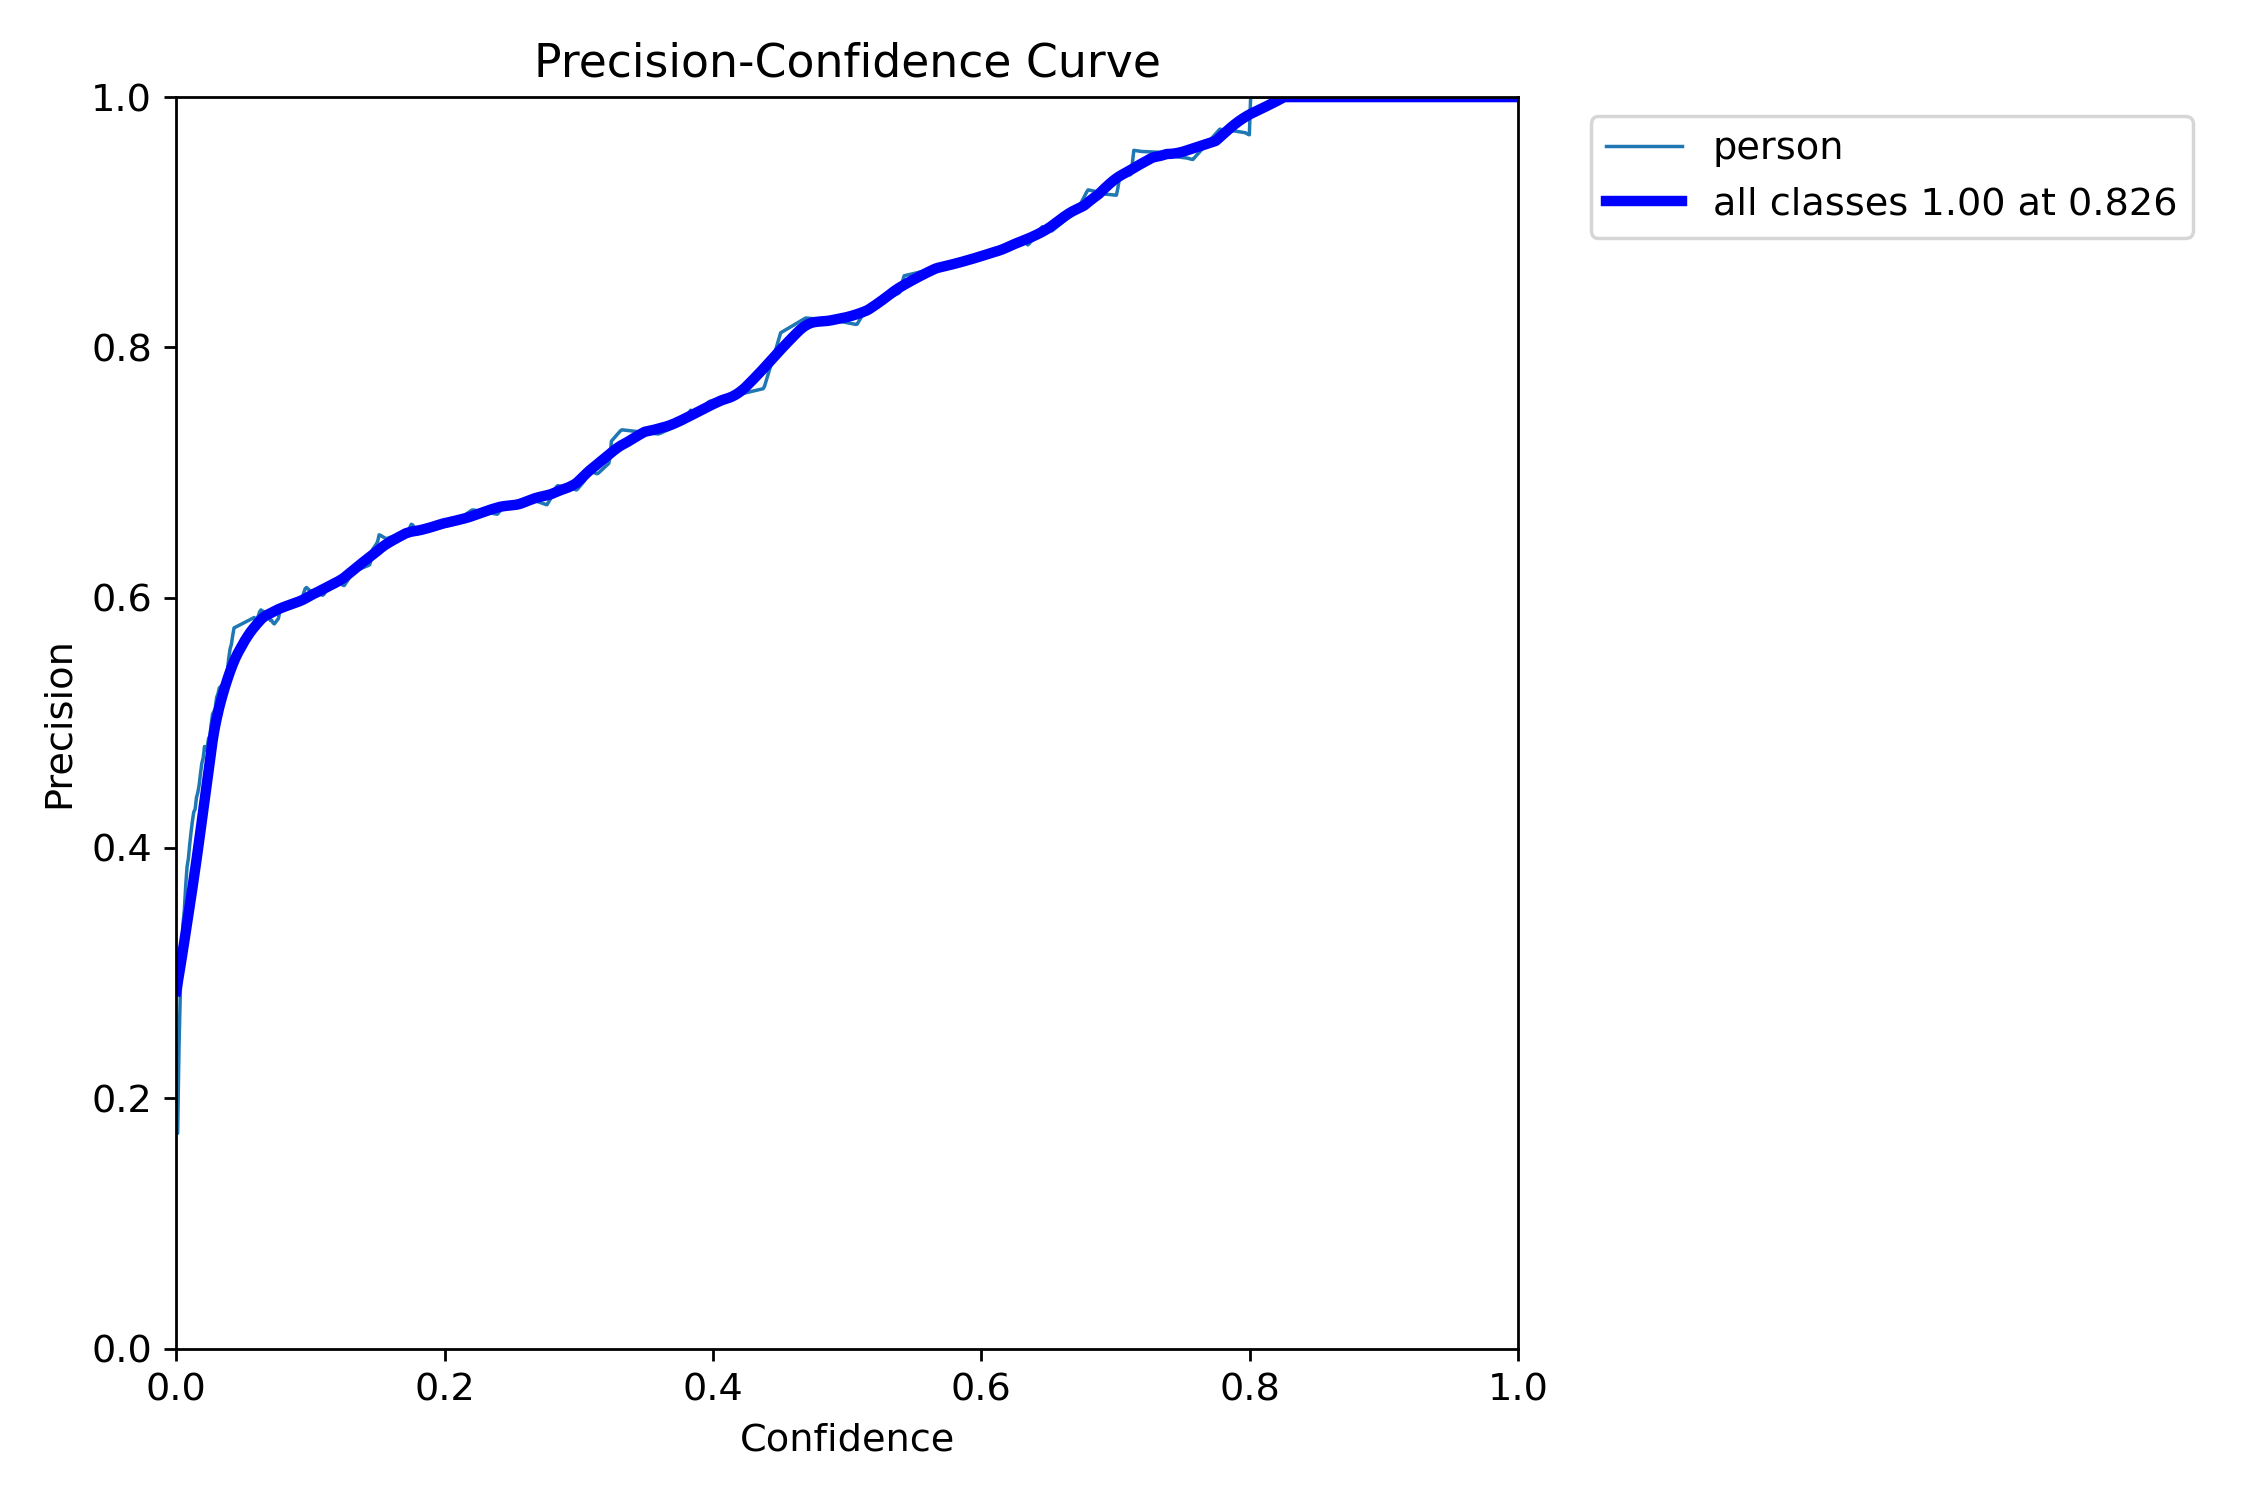 Precision-Confidence Curve
1.0
0.8
0.6
0.4
0.2
0.0
Precision
0.0 0.2 0.4 0.6 0.8 1.0
Confidence
person
all classes 1.00 at 0.826